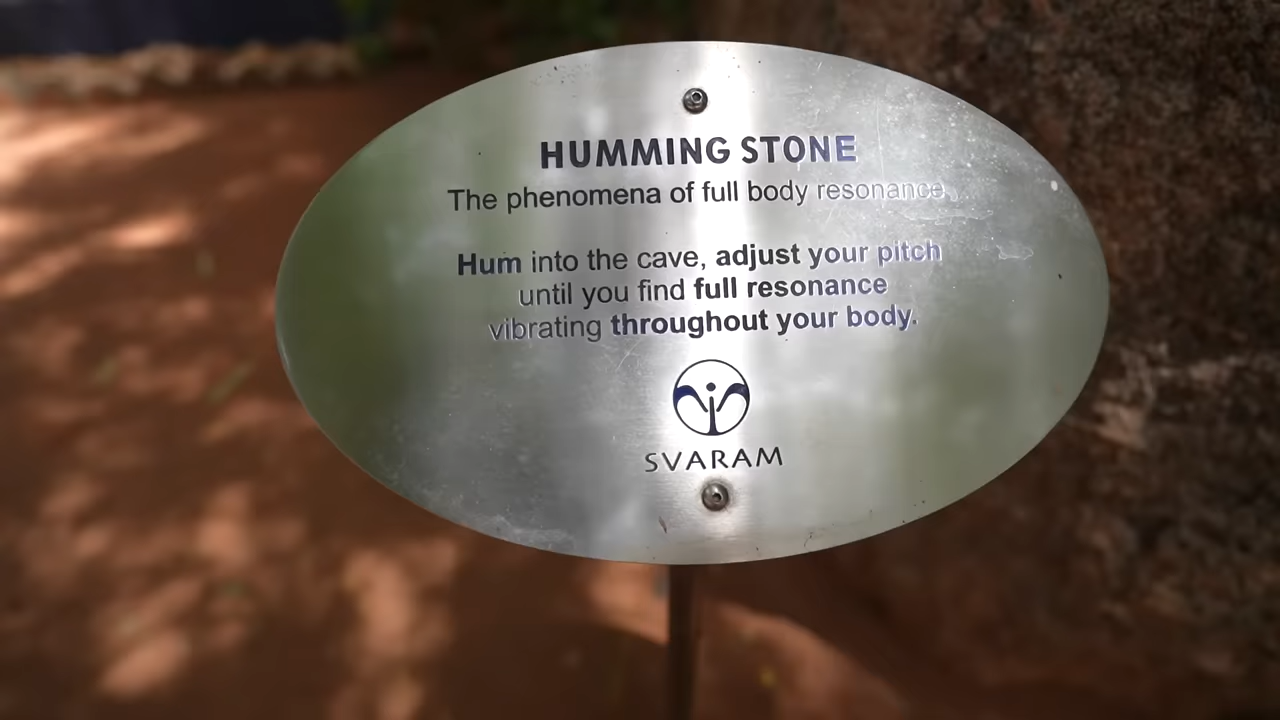 HUMMING STONE
The phenomena of full body resonance.
Hum into the cave, adjust your pitch
until you find full resonance
vibrating throughout your body.
SVARAM